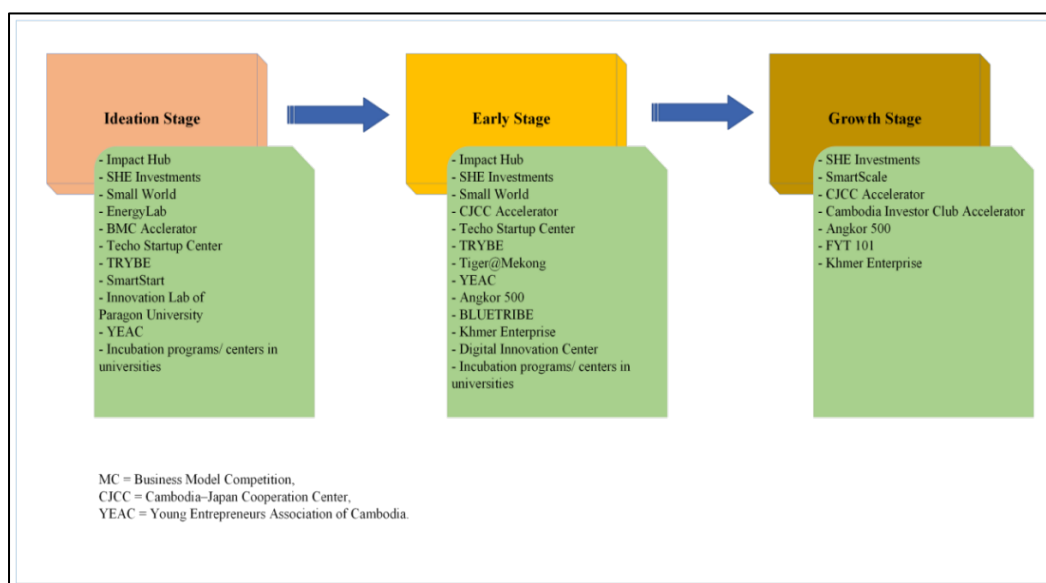 Ideation Stage
- Impact Hub
- SHE Investments
- Small World
- EnergyLab
- BMC Acclerator
- Techo Startup Center
- TRYBE
- SmartStart
- Innovation Lab of
Paragon University
- YEAC
- Incubation programs/ centers in
universities
Early Stage
- Impact Hub
- SHE Investments
- Small World
- CJCC Accelerator
- Techo Startup Center
- TRYBE
- Tiger@Mekong
- YEAC
- Angkor 500
- BLUETRIBE
- Khmer Enterprise
- Digital Innovation Center
- Incubation programs/ centers in
universities
Growth Stage
- SHE Investments
- SmartScale
- CJCC Accelerator
- Cambodia Investor Club Accelerator
- Angkor 500
- FYT 101
- Khmer Enterprise
MC = Business Model Competition,
CJCC = Cambodia–Japan Cooperation Center,
YEAC = Young Entrepreneurs Association of Cambodia.